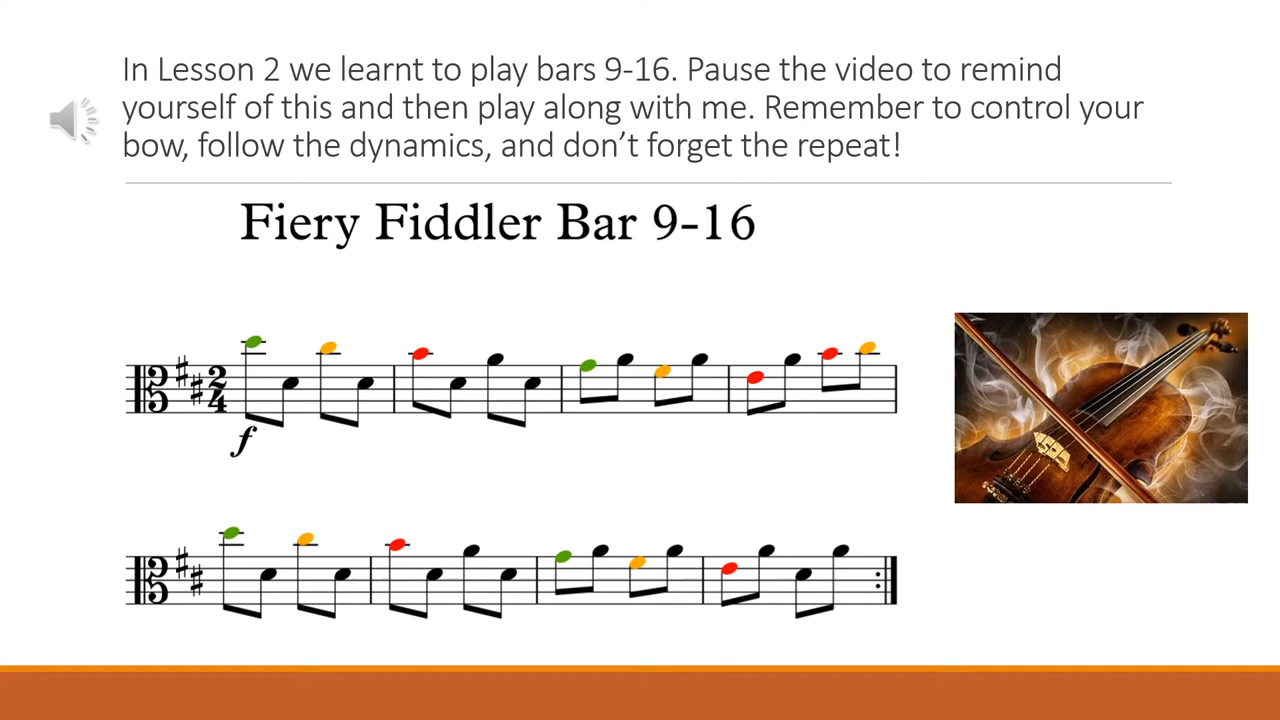 In Lesson 2 we learnt to play bars 9-16. Pause the video to remind
yourself of this and then play along with me. Remember to control your
bow, follow the dynamics, and don’t forget the repeat!
Fiery Fiddler Bar 9-16
2
4
f